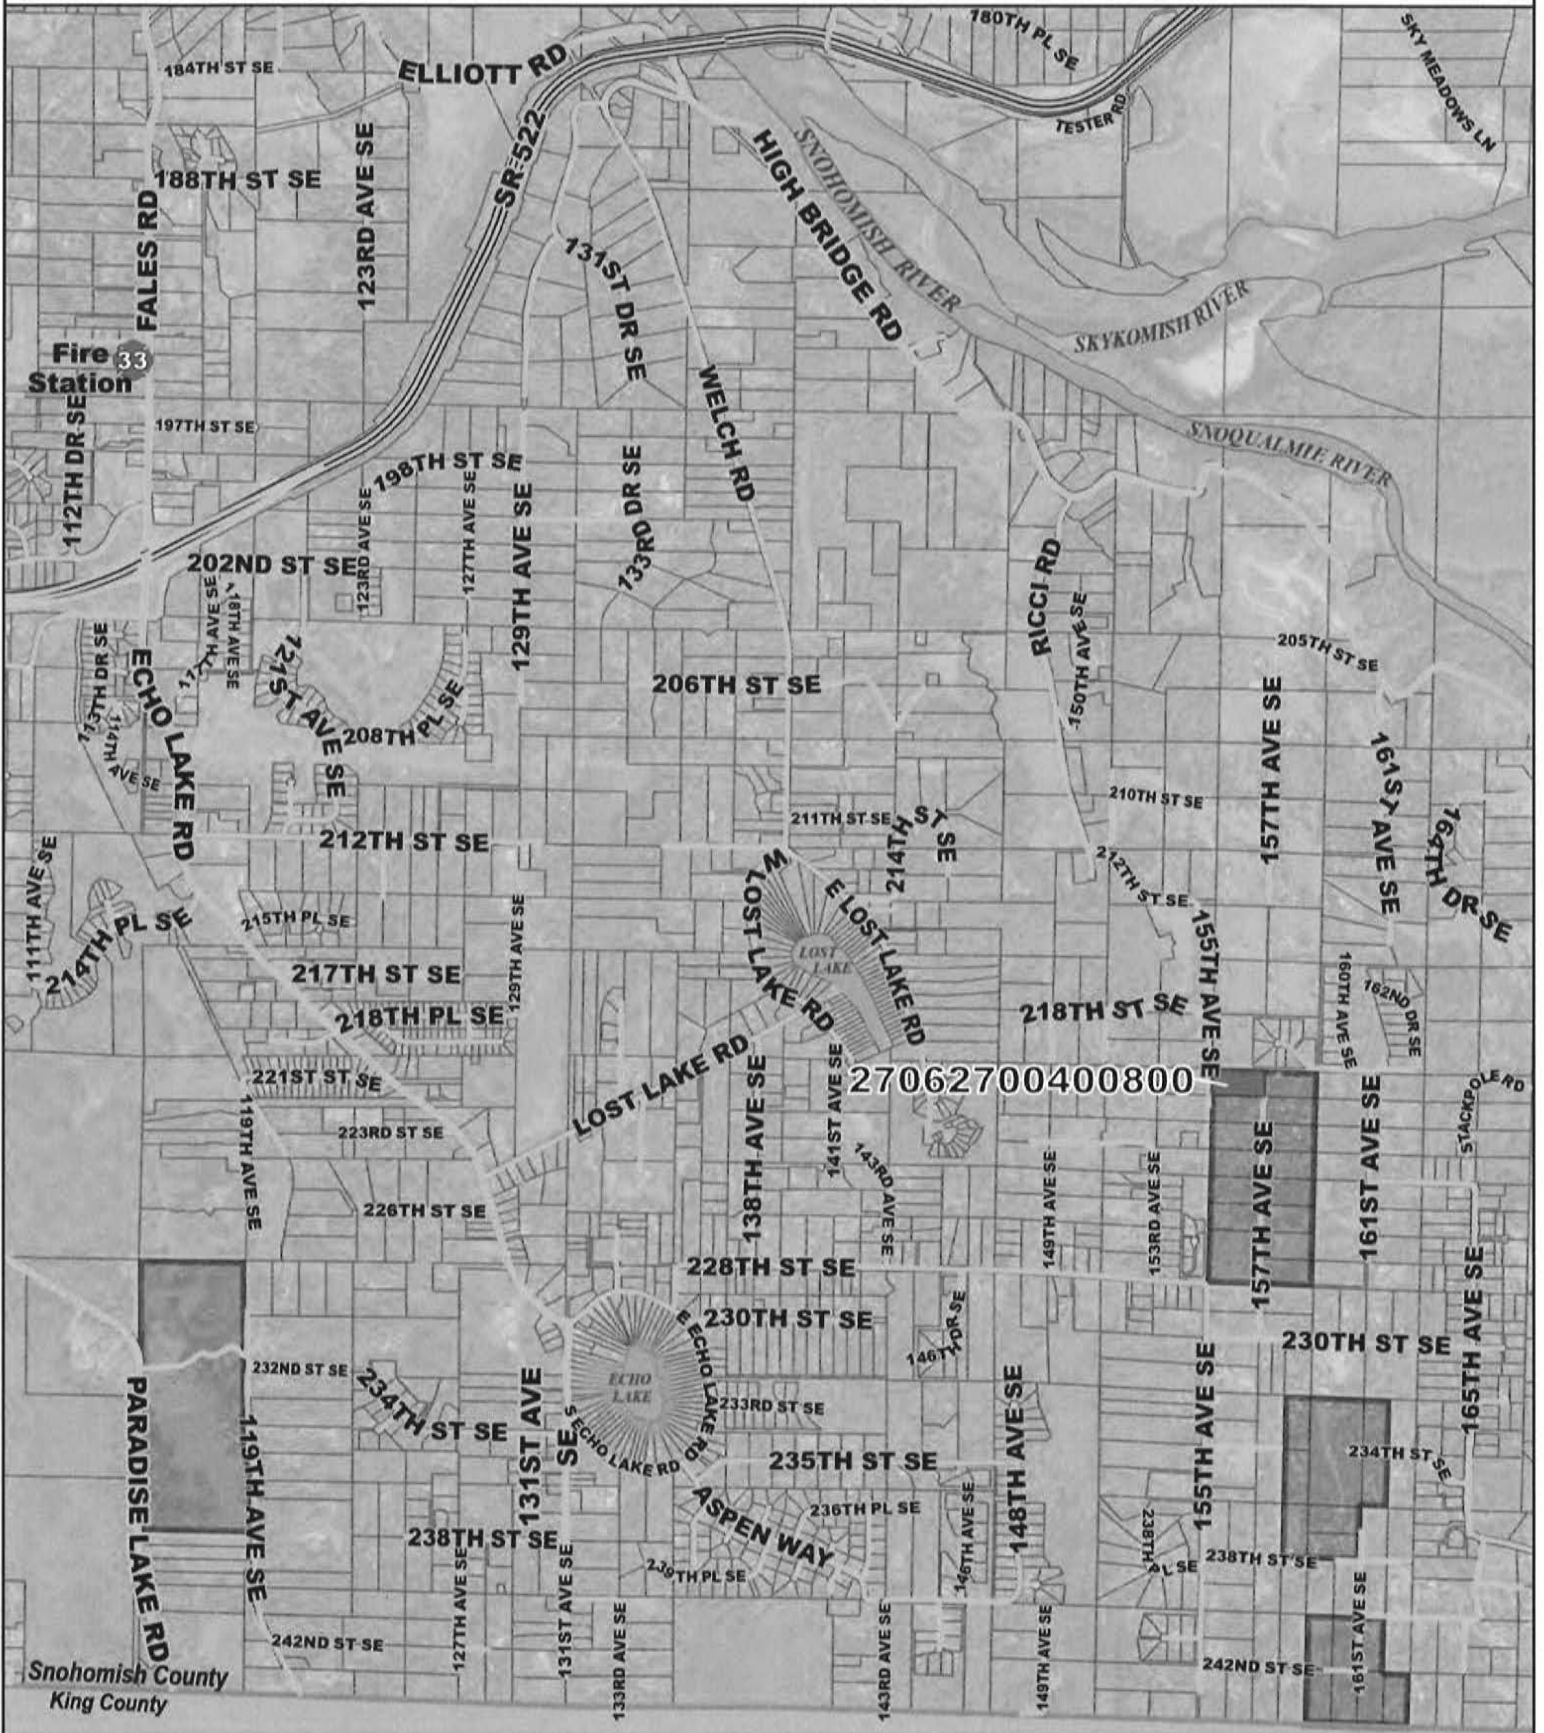 180TH PL SE
SKY MEADOWS LN
184TH ST SE
ELLIOTT RD
TESTER RD
SR 522
123RD AVE SE
188TH ST SE
HIGH BRIDGE RD
SNOHOMISH RIVER
FALES RD
131ST DR SE
SKYKOMISH RIVER
Fire
Station
33
WELCH RD
112TH DR SE
197TH ST SE
SNOQUALMIE RIVER
198TH ST SE
133RD DR SE
123RD AVE SE
127TH AVE SE
129TH AVE SE
202ND ST SE
RICCI RD
150TH AVE SE
117TH AVE SE
118TH AVE SE
113TH DR SE
ECHO LAKE RD
121ST AVE SE
205TH ST SE
206TH ST SE
157TH AVE SE
114TH AVE SE
208TH PL SE
161ST AVE SE
210TH ST SE
211TH ST SE
214TH ST SE
164TH DR SE
212TH ST SE
212TH ST SE
W LOST LAKE RD
E LOST LAKE RD
111TH AVE SE
214TH PL SE
215TH PL SE
129TH AVE SE
155TH AVE SE
LOST
LAKE
217TH ST SE
160TH AVE SE
162ND DR SE
218TH PL SE
218TH ST SE
221ST ST SE
LOST LAKE RD
138TH AVE SE
141ST AVE SE
27062700400800
161ST AVE SE
STACKPOLE RD
119TH AVE SE
223RD ST SE
143RD AVE SE
149TH AVE SE
153RD AVE SE
157TH AVE SE
226TH ST SE
228TH ST SE
165TH AVE SE
230TH ST SE
146TH DR SE
230TH ST SE
E ECHO LAKE RD
232ND ST SE
234TH ST SE
ECHO
LAKE
233RD ST SE
PARADISE LAKE RD
119TH AVE SE
131ST AVE
SE
S ECHO LAKE RD
148TH AVE SE
155TH AVE SE
234TH ST SE
235TH ST SE
ASPEN WAY
236TH PL SE
146TH AVE SE
238TH PL SE
238TH ST SE
238TH ST SE
239TH PL SE
127TH AVE SE
131ST AVE SE
133RD AVE SE
143RD AVE SE
149TH AVE SE
161ST AVE SE
242ND ST SE
242ND ST SE
Snohomish County
King County